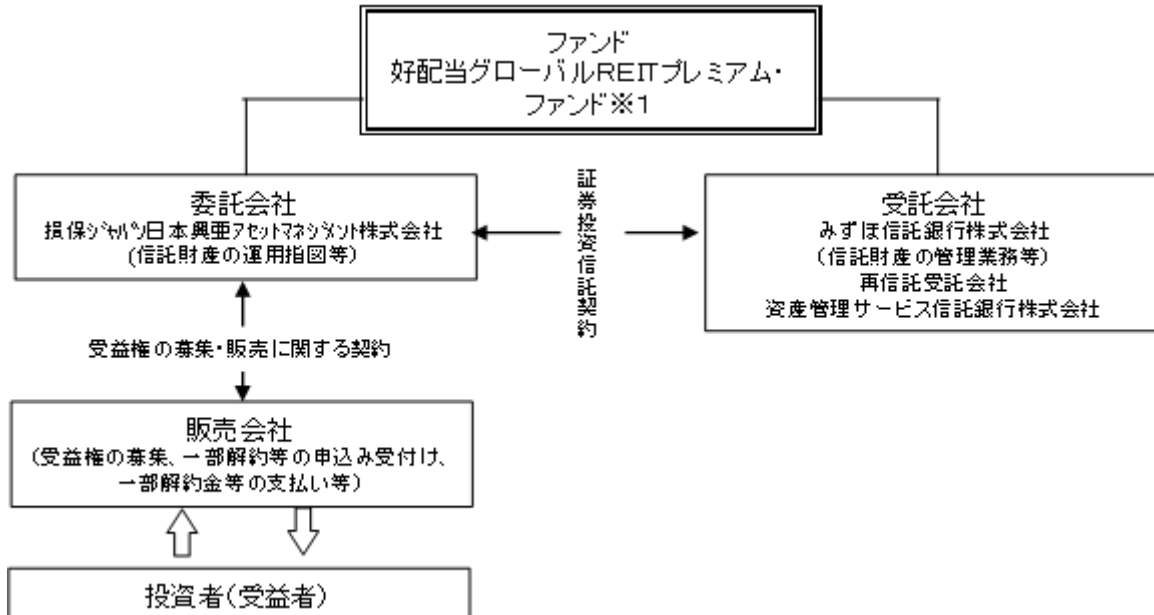 ファンド
好配当グローバルREITプレミアム・
ファンド※1
委託会社
損保ジャパン日本興亜アセットマネジメント株式会社
(信託財産の運用指図等)
証券投資信託契約
受託会社
みずほ信託銀行株式会社
(信託財産の管理業務等)
再信託受託会社
資産管理サービス信託銀行株式会社
受益権の募集・販売に関する契約
販売会社
(受益権の募集、一部解約等の申込み受付け、
一部解約金等の支払い等)
投資者(受益者)